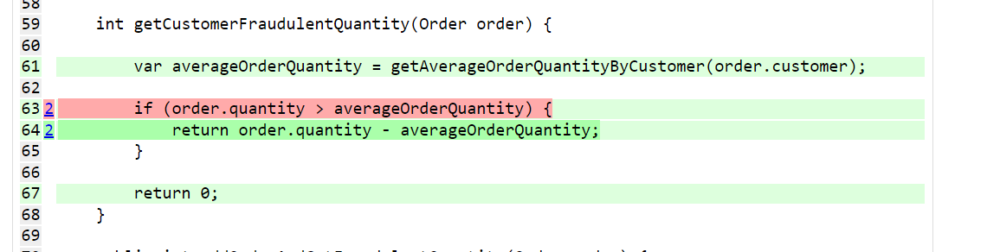 58
59 int getCustomerFraudulentQuantity(Order order) {
60
61 var averageOrderQuantity = getAverageOrderQuantityByCustomer(order.customer);
62
63 2 if (order.quantity > averageOrderQuantity) {
64 2 return order.quantity - averageOrderQuantity;
65 }
66
67 return 0;
68 }
69